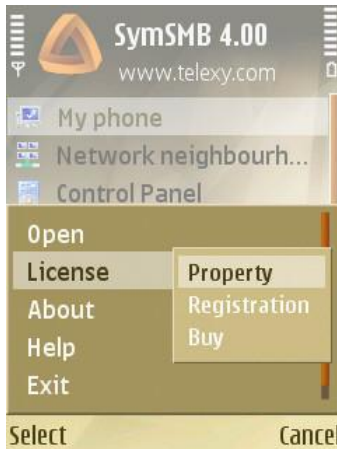 SymSMB 4.00
www.telexy.com
My phone
Network neighbourh...
Control Panel
Open
License
Property
About
Registration
Help
Buy
Exit
Select Cancel